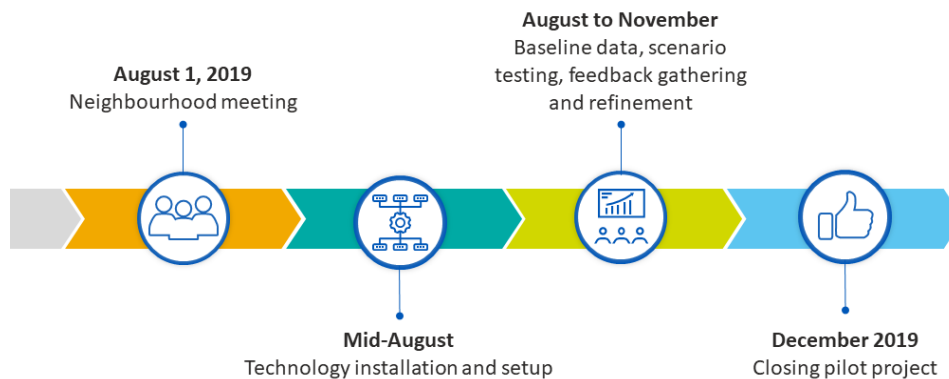 August 1, 2019
Neighbourhood meeting
Mid-August
Technology installation and setup
August to November
Baseline data, scenario
testing, feedback gathering
and refinement
December 2019
Closing pilot project